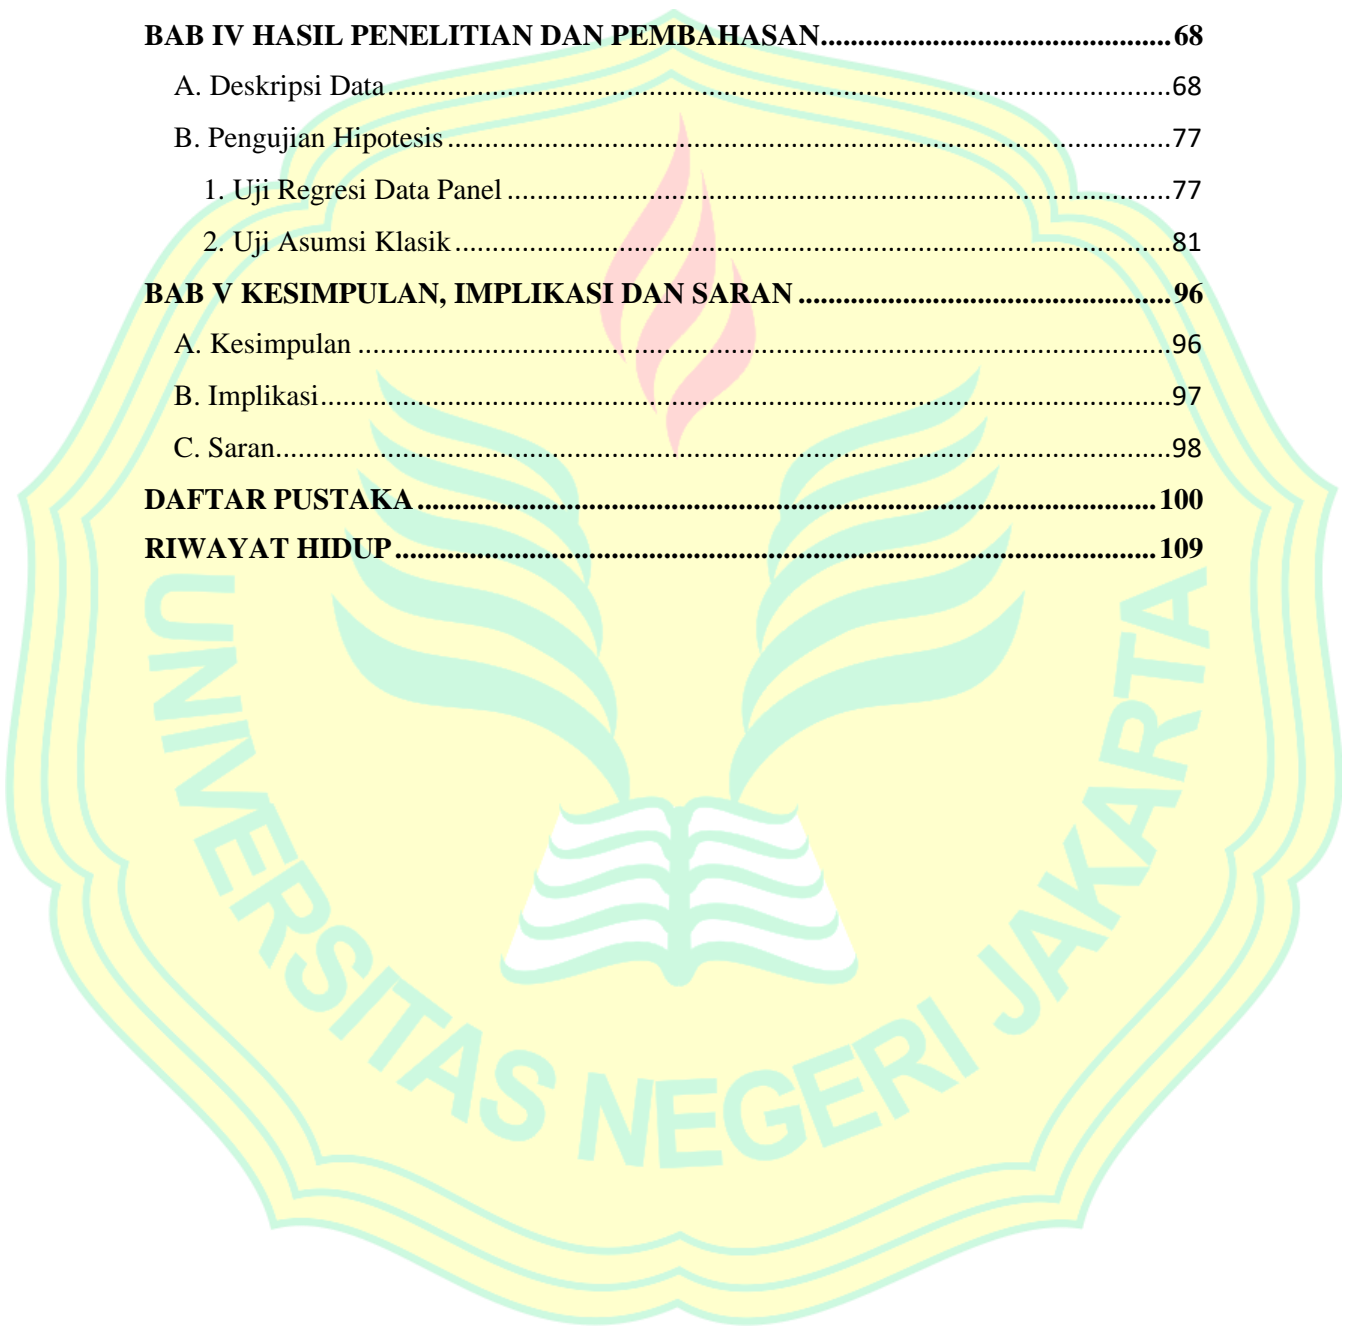 BAB IV HASIL PENELITIAN DAN PEMBAHASAN................................................68
A. Deskripsi Data.........................................................................................................68
B. Pengujian Hipotesis.................................................................................................77
1. Uji Regresi Data Panel.........................................................................................77
2. Uji Asumsi Klasik................................................................................................81
BAB V KESIMPULAN, IMPLIKASI DAN SARAN..................................................96
A. Kesimpulan.............................................................................................................96
B. Implikasi..................................................................................................................97
C. Saran........................................................................................................................98
DAFTAR PUSTAKA....................................................................................................100
RIWAYAT HIDUP.......................................................................................................109
UNIVERSITAS NEGERI JAKARTA